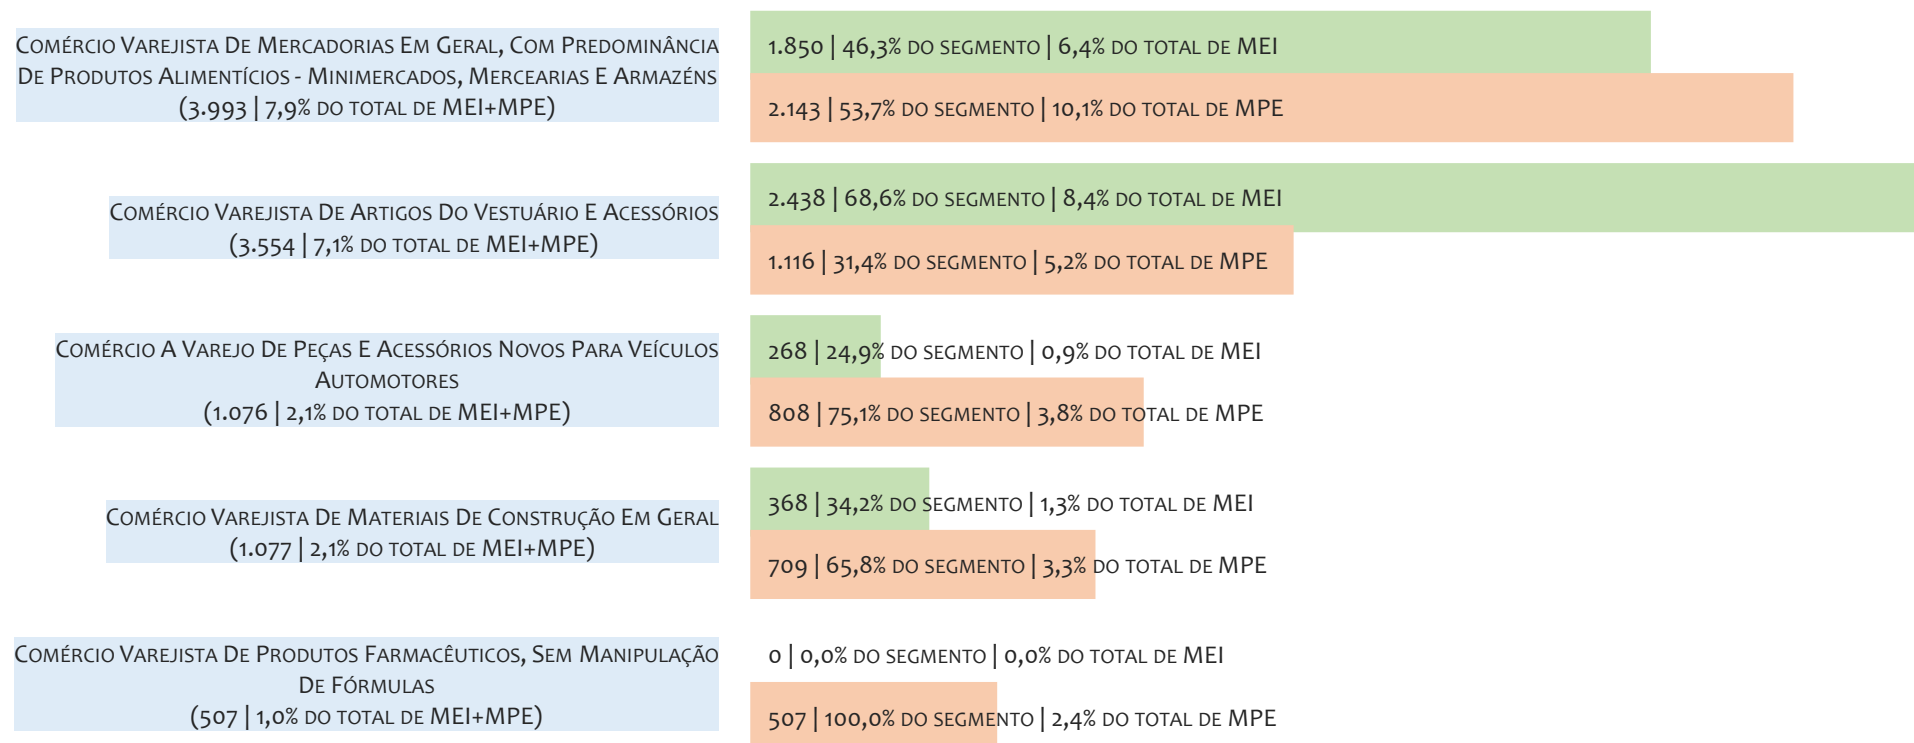 Comércio Varejista De Mercadorias Em Geral, Com Predominância
De Produtos Alimentícios - Minimercados, Mercearias E Armazéns
(3.993 | 7,9% do total de MEI+MPE)
1.850 | 46,3% do segmento | 6,4% do total de MEI
2.143 | 53,7% do segmento | 10,1% do total de MPE
Comércio Varejista De Artigos Do Vestuário E Acessórios
(3.554 | 7,1% do total de MEI+MPE)
2.438 | 68,6% do segmento | 8,4% do total de MEI
1.116 | 31,4% do segmento | 5,2% do total de MPE
Comércio A Varejo De Peças E Acessórios Novos Para Veículos
Automotores
(1.076 | 2,1% do total de MEI+MPE)
268 | 24,9% do segmento | 0,9% do total de MEI
808 | 75,1% do segmento | 3,8% do total de MPE
Comércio Varejista De Materiais De Construção Em Geral
(1.077 | 2,1% do total de MEI+MPE)
368 | 34,2% do segmento | 1,3% do total de MEI
709 | 65,8% do segmento | 3,3% do total de MPE
Comércio Varejista De Produtos Farmacêuticos, Sem Manipulação
De Fórmulas
(507 | 1,0% do total de MEI+MPE)
0 | 0,0% do segmento | 0,0% do total de MEI
507 | 100,0% do segmento | 2,4% do total de MPE